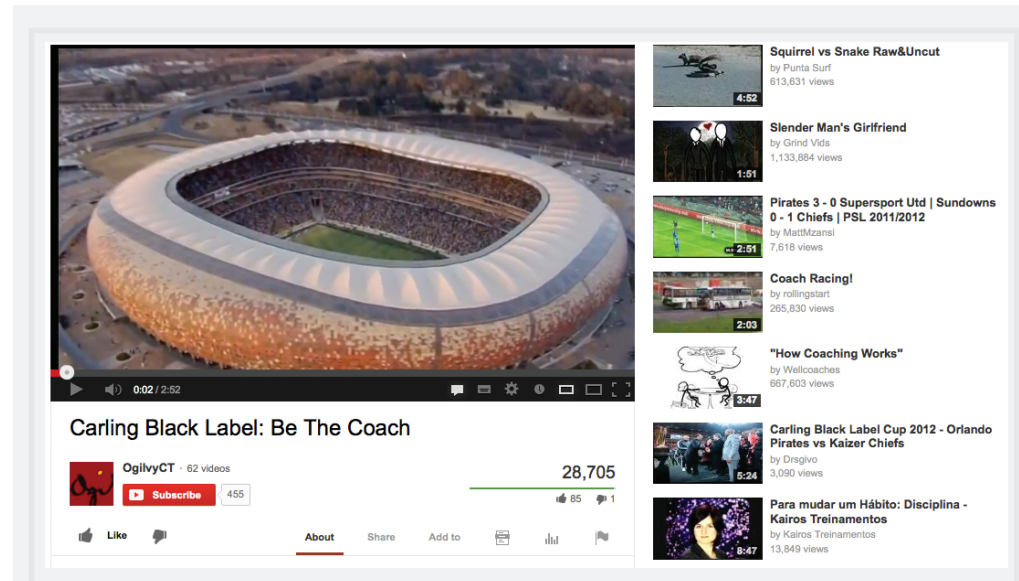 0:02 / 2:52
Carling Black Label: Be The Coach
OgilvyCT · 62 videos
Subscribe
455
28,705
85
1
Like
About
Share
Add to
4:52
Squirrel vs Snake Raw&Uncut
by Punta Surf
613,631 views
1:51
Slender Man's Girlfriend
by Grind Vids
1,133,884 views
2:51
Pirates 3 - 0 Supersport Utd | Sundowns
0 - 1 Chiefs | PSL 2011/2012
by MattMzansi
7,618 views
2:03
Coach Racing!
by rollingstart
265,830 views
3:47
"How Coaching Works"
by Wellcoaches
667,603 views
5:24
Carling Black Label Cup 2012 - Orlando
Pirates vs Kaizer Chiefs
by Drsgivo
3,090 views
8:47
Para mudar um Hábito: Disciplina -
Kairos Treinamentos
by Kairos Treinamentos
13,849 views